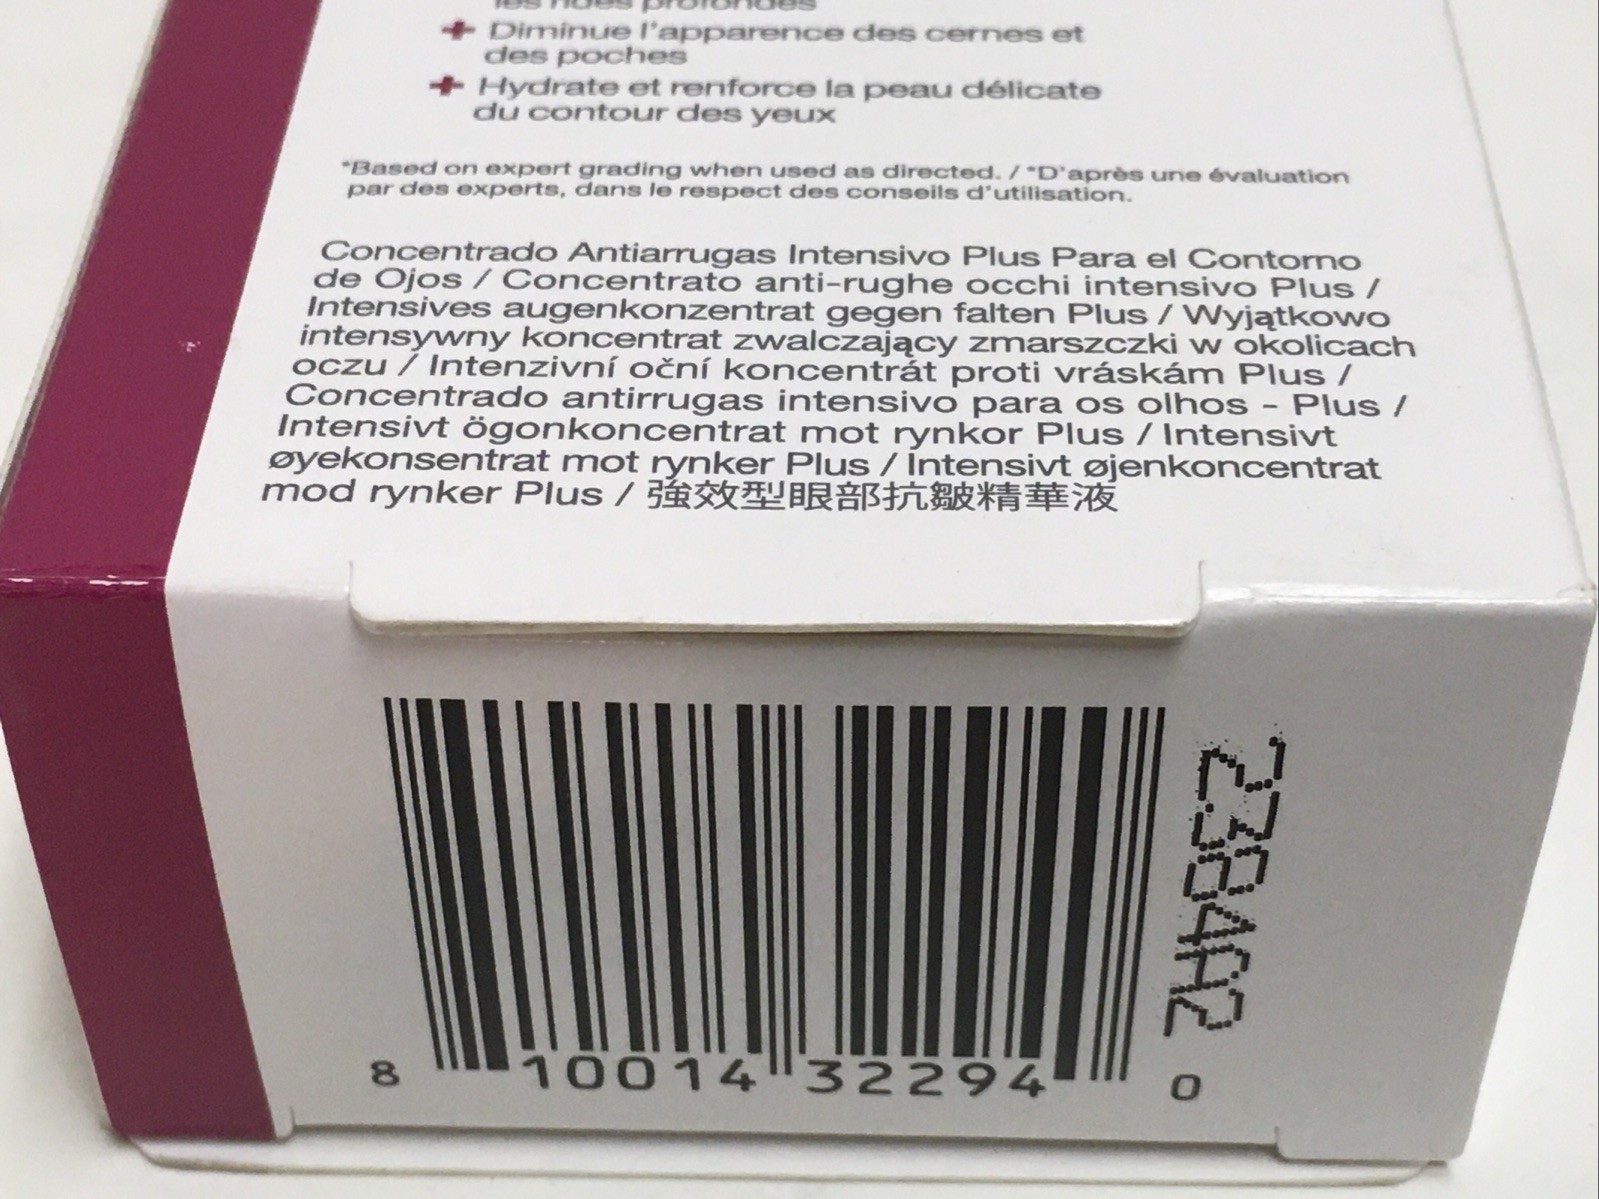 les rides profondes
+ Diminue l'apparence des cernes et
des poches
+ Hydrate et renforce la peau délicate
du contour des yeux
*Based on expert grading when used as directed. / *D'après une évaluation
par des experts, dans le respect des conseils d'utilisation.
Concentrado Antiarrugas Intensivo Plus Para el Contorno
de Ojos / Concentrato anti-rughe occhi intensivo Plus /
Intensives augenkonzentrat gegen falten Plus / Wyjątkowo
intensywny koncentrat zwalczający zmarszczki w okolicach
oczu / Intenzivní oční koncentrát proti vráskám Plus /
Concentrado antirrugas intensivo para os olhos - Plus /
Intensivt ögonkoncentrat mot rynkor Plus / Intensivt
øyekonsentrat mot rynker Plus / Intensivt øjenkoncentrat
mod rynker Plus / 強效型眼部抗皺精華液
8 10014 32294 0
23B4A2